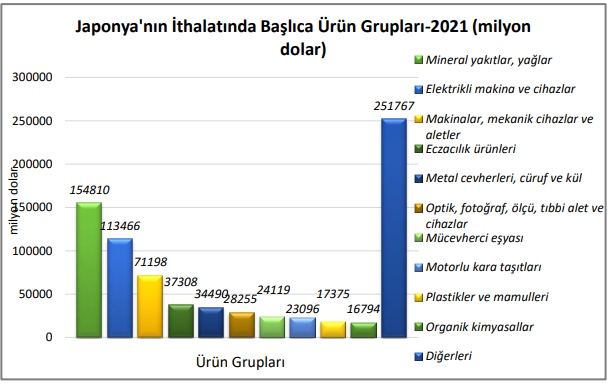 Japonya'nın İthalatında Başlıca Ürün Grupları-2021 (milyon
dolar)
300000
250000
200000
150000
100000
50000
0
milyon dolar
154810
113466
71198
37308
34490
28255
24119
23096
17375
16794
251767
Ürün Grupları
Mineral yakıtlar, yağlar
Elektrikli makina ve cihazlar
Makinalar, mekanik cihazlar ve
aletler
Eczacılık ürünleri
Metal cevherleri, cüruf ve kül
Optik, fotoğraf, ölçü, tıbbi alet ve
cihazlar
Mücevherci eşyası
Motorlu kara taşıtları
Plastikler ve mamulleri
Organik kimyasallar
Diğerleri